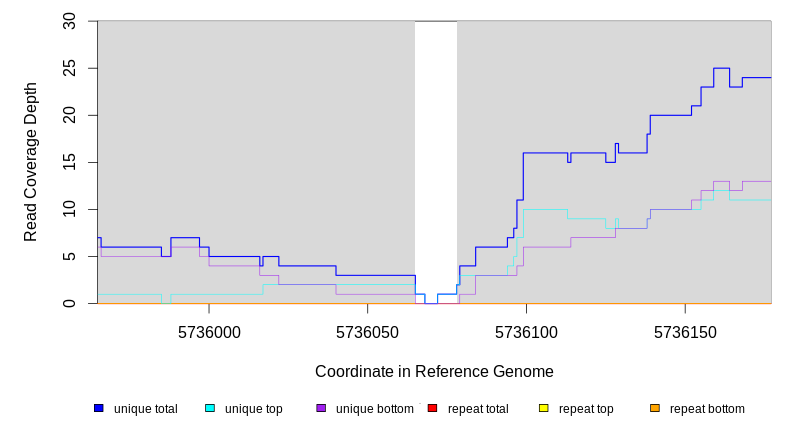 30
25
20
15
10
5
0
Read Coverage Depth
5736000 5736050 5736100 5736150
Coordinate in Reference Genome
unique total unique top unique bottom repeat total repeat top repeat bottom